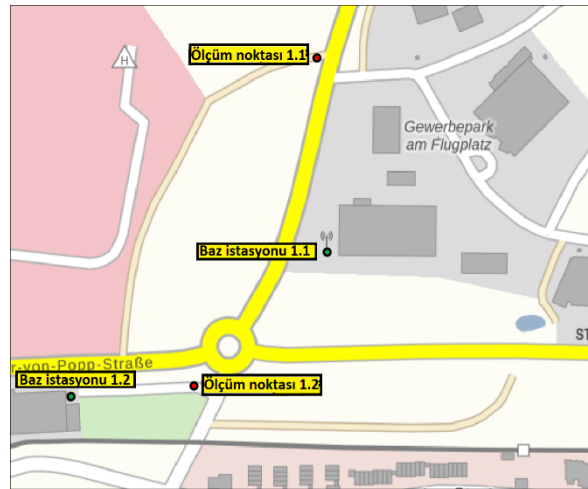 Ölçüm noktası 1.1
H
Gewerbepark
am Flugplatz
Baz istasyonu 1.1
ST
r-von-Popp-Straße
Baz istasyonu 1.2
Ölçüm noktası 1.2